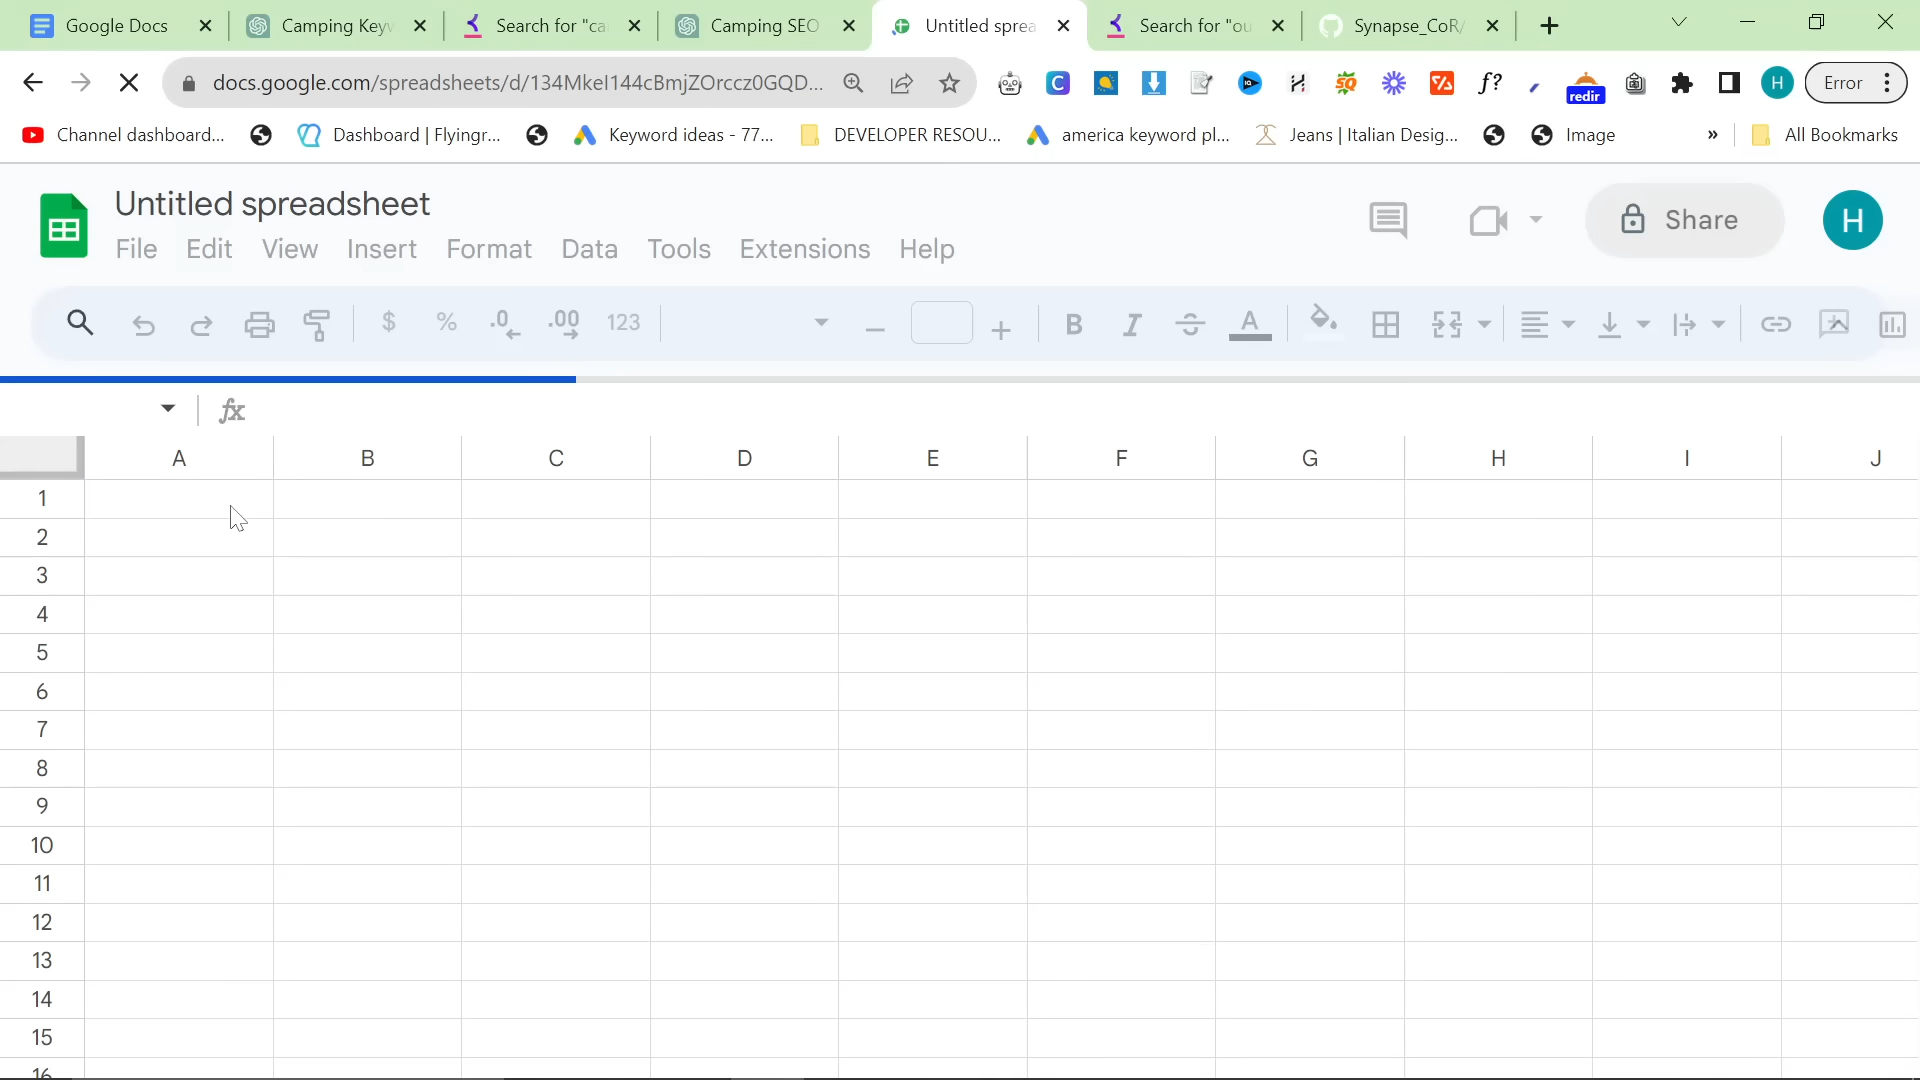 Google Docs
Camping Keyw
Search for "ca
Camping SEO
Untitled sprea
Search for "ou
Synapse_CoR/
docs.google.com/spreadsheets/d/134MkeI144cBmjZOrccz0GQD...
redir
H
Error
Channel dashboard...
Dashboard | Flyingr...
Keyword ideas - 77...
DEVELOPER RESOU...
america keyword pl...
Jeans | Italian Desig...
Image
»
All Bookmarks
Untitled spreadsheet
File Edit View Insert Format Data Tools Extensions Help
Share
H
$ % .0 .00 123
B I A
fx
A B C D E F G H I J
1
2
3
4
5
6
7
8
9
10
11
12
13
14
15
16